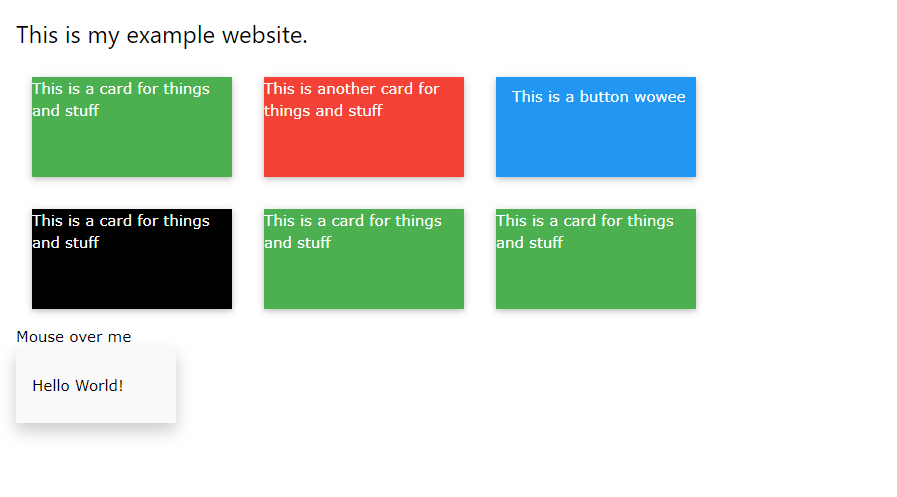 This is my example website.
This is a card for things
and stuff
This is another card for
things and stuff
This is a button wowee
This is a card for things
and stuff
This is a card for things
and stuff
This is a card for things
and stuff
Mouse over me
Hello World!